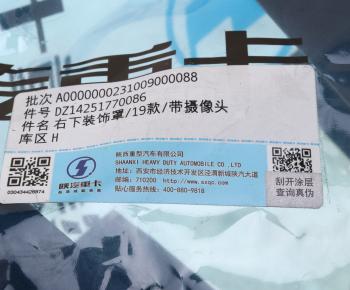 批次 A0000000231009000088
件号 DZ14251770086
件名 右下装饰罩/19款/带摄像头
库区 H
陕西重型汽车有限公司
SHAANXI HEAVY DUTY AUTOMOBILE CO.,LTD
地址：西安市经济技术开发区泾渭新城陕汽大道
邮编：710200 http://www.sxqc.com
贴心服务热线：400-880-9818
陕汽重卡
刮开涂层
查询真伪